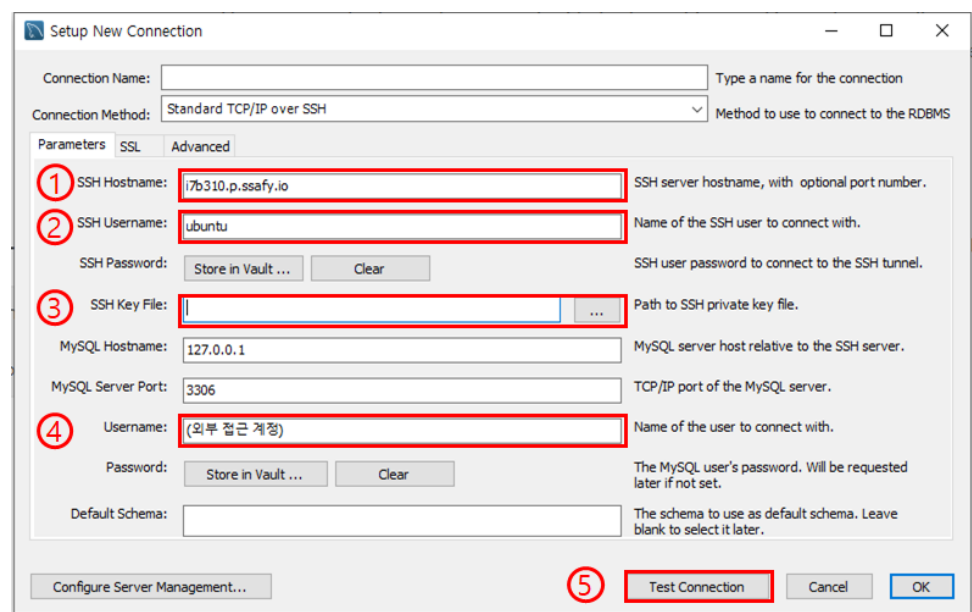 Setup New Connection
Connection Name: Type a name for the connection
Connection Method: Standard TCP/IP over SSH Method to use to connect to the RDBMS
Parameters SSL Advanced
① SSH Hostname: i7b310.p.ssafy.io SSH server hostname, with optional port number.
② SSH Username: ubuntu Name of the SSH user to connect with.
SSH Password: Store in Vault ... Clear SSH user password to connect to the SSH tunnel.
③ SSH Key File: ... Path to SSH private key file.
MySQL Hostname: 127.0.0.1 MySQL server host relative to the SSH server.
MySQL Server Port: 3306 TCP/IP port of the MySQL server.
④ Username: (외부 접근 계정) Name of the user to connect with.
Password: Store in Vault ... Clear The MySQL user's password. Will be requested
later if not set.
Default Schema: The schema to use as default schema. Leave
blank to select it later.
Configure Server Management... ⑤ Test Connection Cancel OK